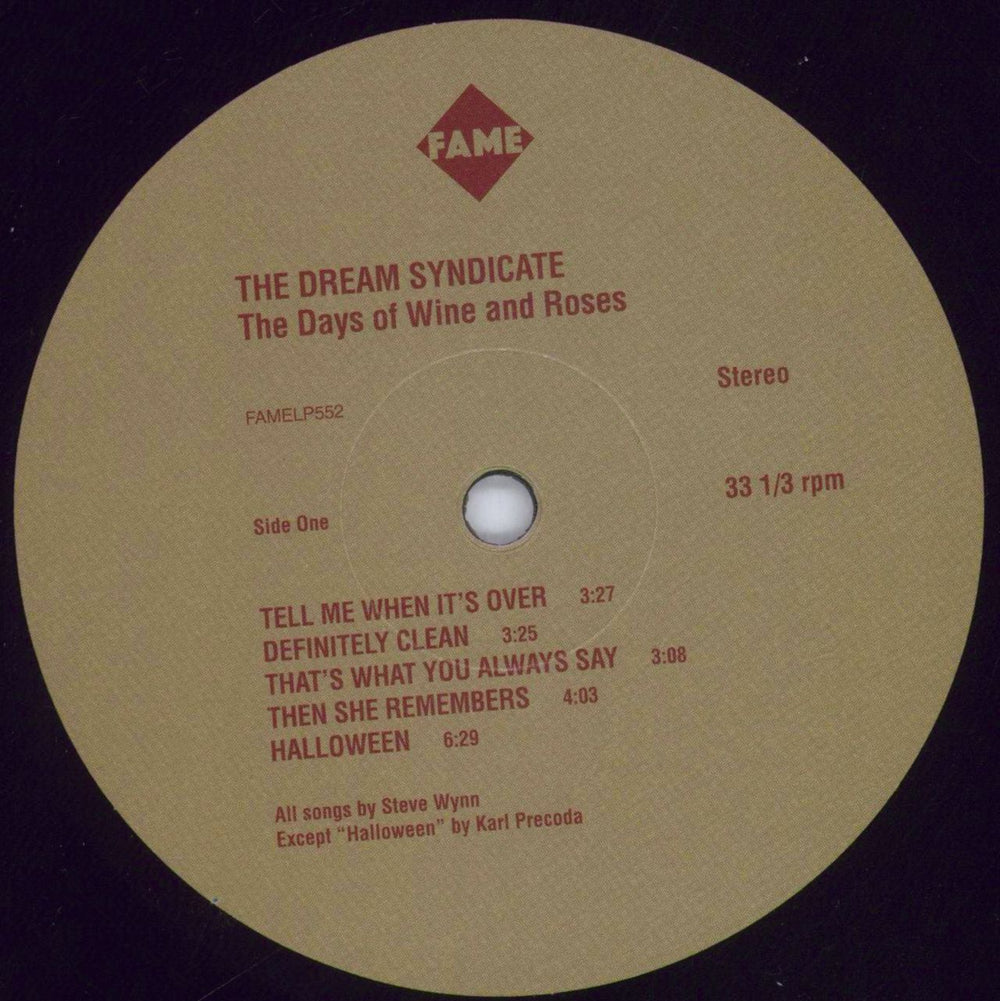 FAME
THE DREAM SYNDICATE
The Days of Wine and Roses
Stereo
FAMELP552
33 1/3 rpm
Side One
TELL ME WHEN IT'S OVER 3:27
DEFINITELY CLEAN 3:25
THAT'S WHAT YOU ALWAYS SAY 3:08
THEN SHE REMEMBERS 4:03
HALLOWEEN 6:29
All songs by Steve Wynn
Except “Halloween” by Karl Precoda